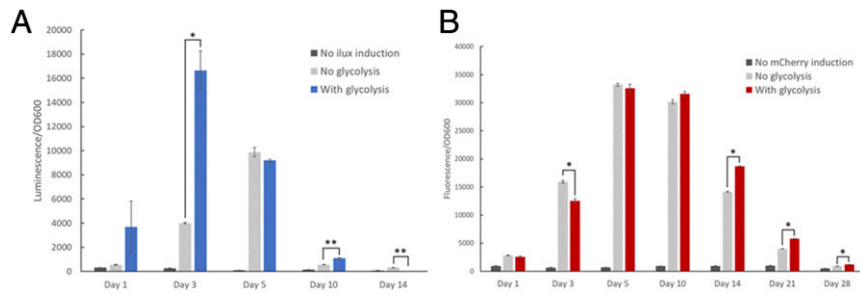 A
Luminescence/OD600
20000
18000
16000
14000
12000
10000
8000
6000
4000
2000
0
*
**
**
No ilux induction
No glycolysis
With glycolysis
Day 1 Day 3 Day 5 Day 10 Day 14
B
Fluorescence/OD600
40000
35000
30000
25000
20000
15000
10000
5000
0
*
*
*
*
No mCherry induction
No glycolysis
With glycolysis
Day 1 Day 3 Day 5 Day 10 Day 14 Day 21 Day 28